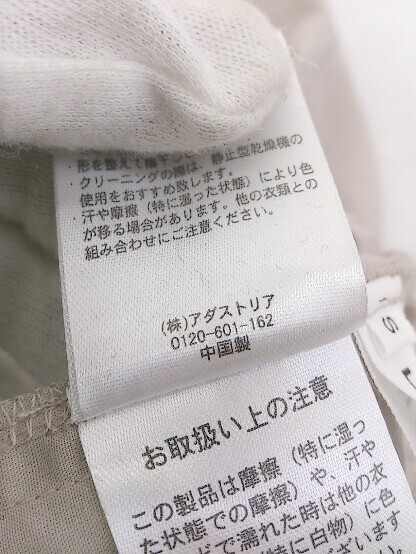 形を整えて陰干し
クリーニングの際は、静止型乾燥機の
使用をおすすめ致します。
・汗や摩擦(特に湿った状態)により色
が移る場合があります。他の衣類との
組み合わせにご注意ください。
(株)アダストリア
0120-601-162
中国製
お取扱い上の注意
この製品は摩擦(特に湿っ
た状態での摩擦)や、汗や
で濡れた時は他の衣
特に白物)に色
います
S